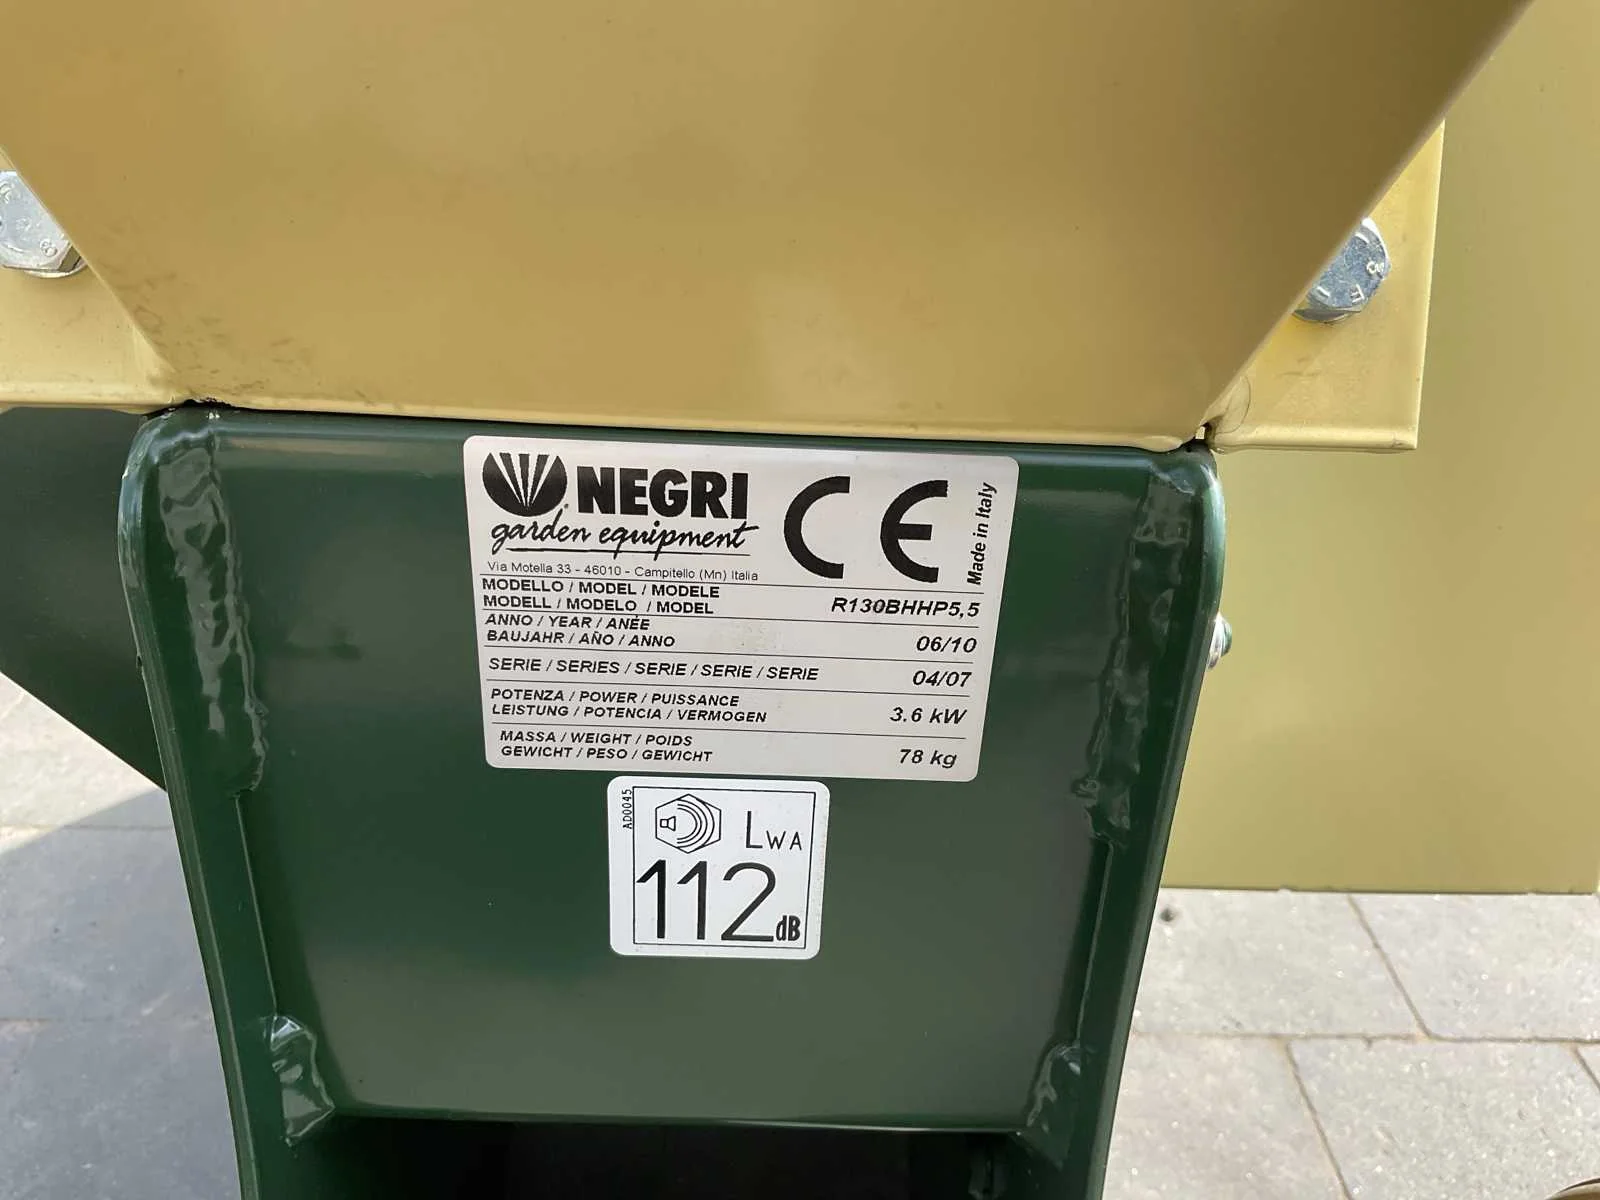 NEGRI
garden equipment
Via Motella 33 - 46010 - Campitello (Mn) Italia
CE
Made in Italy
MODELLO / MODEL / MODELE
MODELL / MODELO / MODEL R130BHHP5,5
ANNO / YEAR / ANÉE
BAUJAHR / AÑO / ANNO 06/10
SERIE / SERIES / SERIE / SERIE / SERIE 04/07
POTENZA / POWER / PUISSANCE
LEISTUNG / POTENCIA / VERMOGEN 3.6 kW
MASSA / WEIGHT / POIDS
GEWICHT / PESO / GEWICHT 78 kg
AD0045
LWA
112dB